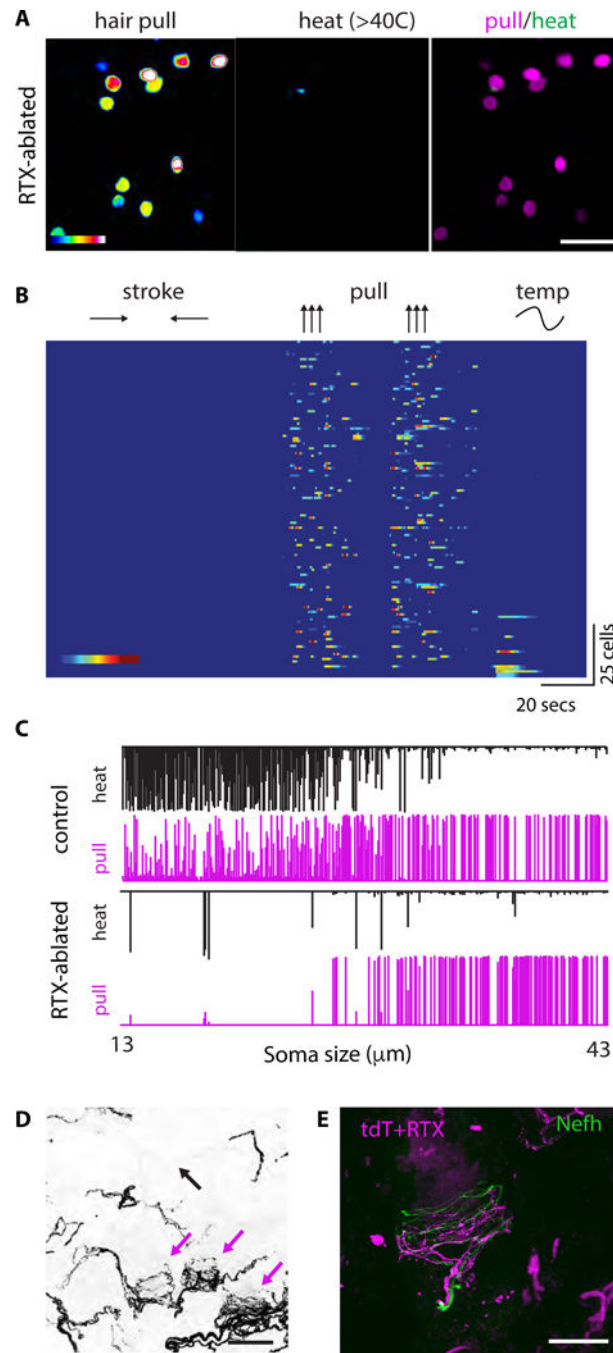 A
hair pull
heat (>40C)
pull/heat
RTX-ablated
B
stroke
pull
temp
25 cells
20 secs
C
control
heat
pull
RTX-ablated
heat
pull
13
Soma size (μm)
43
D
E
tdT+RTX
Nefh